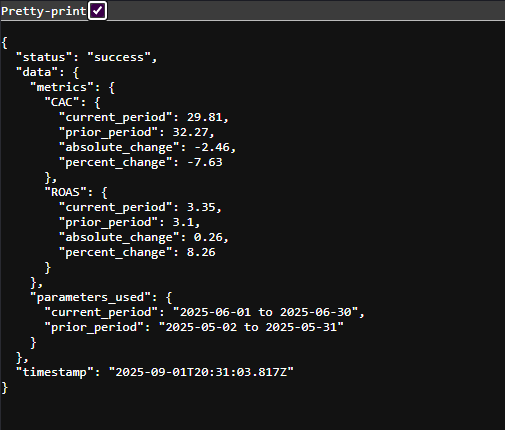 Pretty-print
{
  "status": "success",
  "data": {
    "metrics": {
      "CAC": {
        "current_period": 29.81,
        "prior_period": 32.27,
        "absolute_change": -2.46,
        "percent_change": -7.63
      },
      "ROAS": {
        "current_period": 3.35,
        "prior_period": 3.1,
        "absolute_change": 0.26,
        "percent_change": 8.26
      }
    },
    "parameters_used": {
      "current_period": "2025-06-01 to 2025-06-30",
      "prior_period": "2025-05-02 to 2025-05-31"
    }
  },
  "timestamp": "2025-09-01T20:31:03.817Z"
}